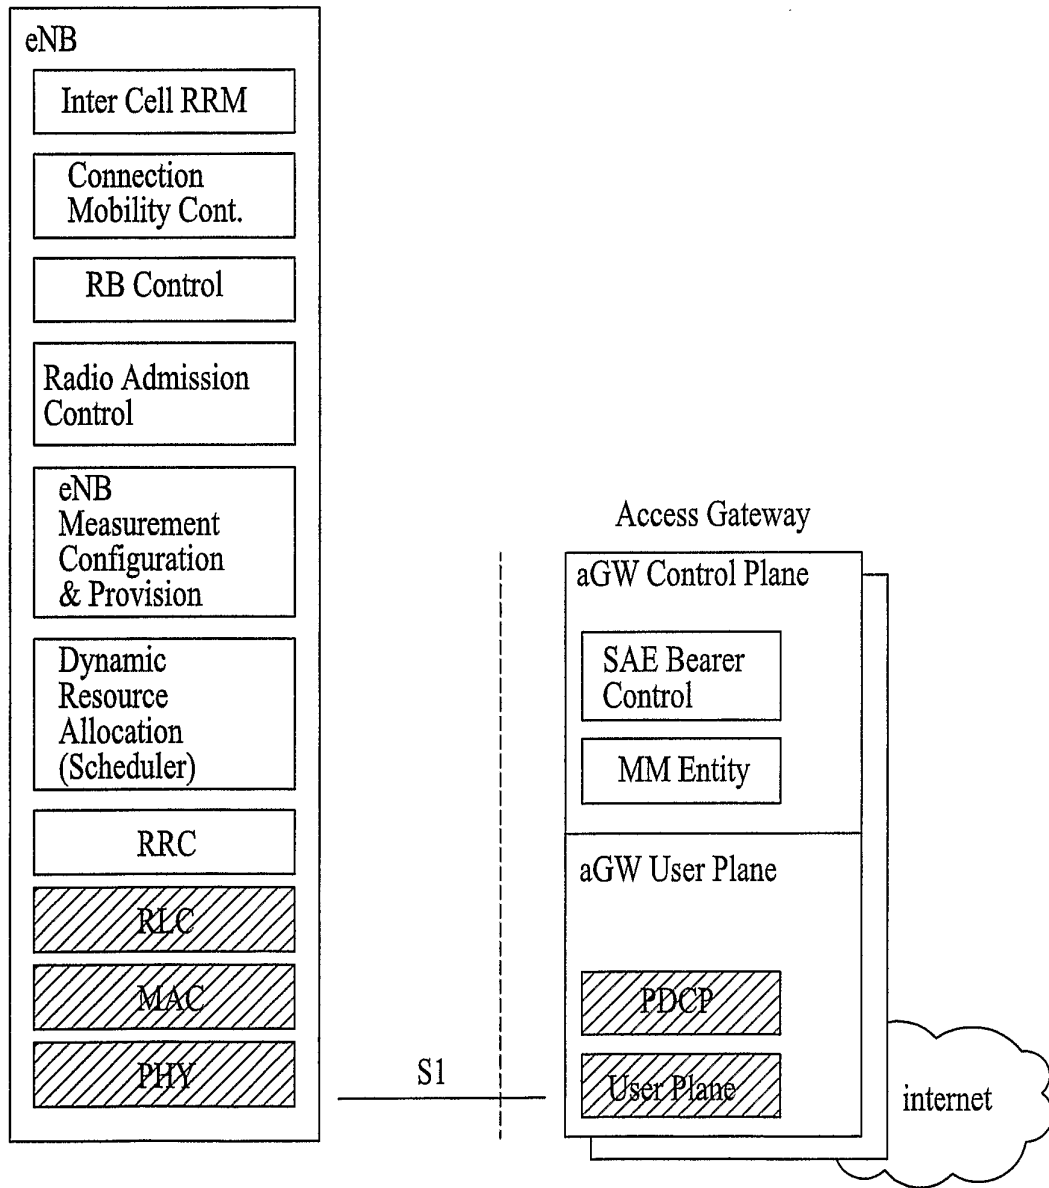 eNB
Inter Cell RRM
Connection
Mobility Cont.
RB Control
Radio Admission
Control
eNB
Measurement
Configuration
& Provision
Dynamic
Resource
Allocation
(Scheduler)
RRC
RLC
MAC
PHY
S1
Access Gateway
aGW Control Plane
SAE Bearer
Control
MM Entity
aGW User Plane
PDCP
User Plane
internet